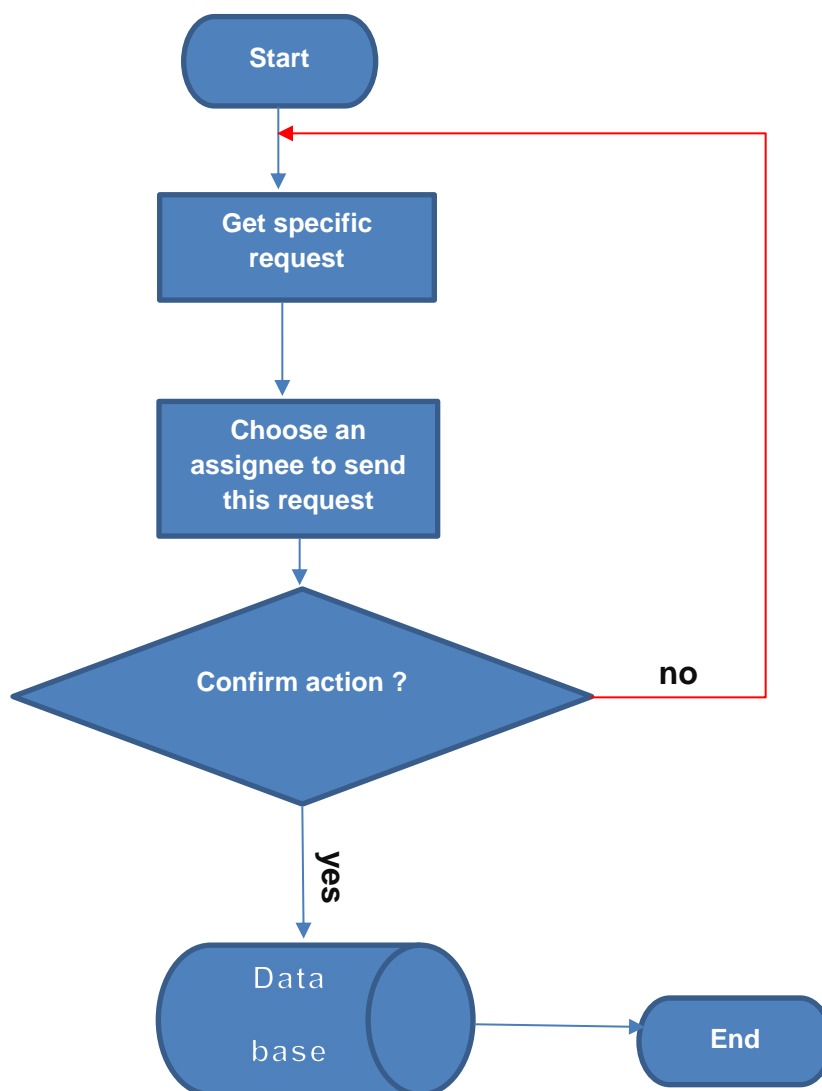 Start
Get specific
request
Choose an
assignee to send
this request
Confirm action ?
no
yes
Data
base
End